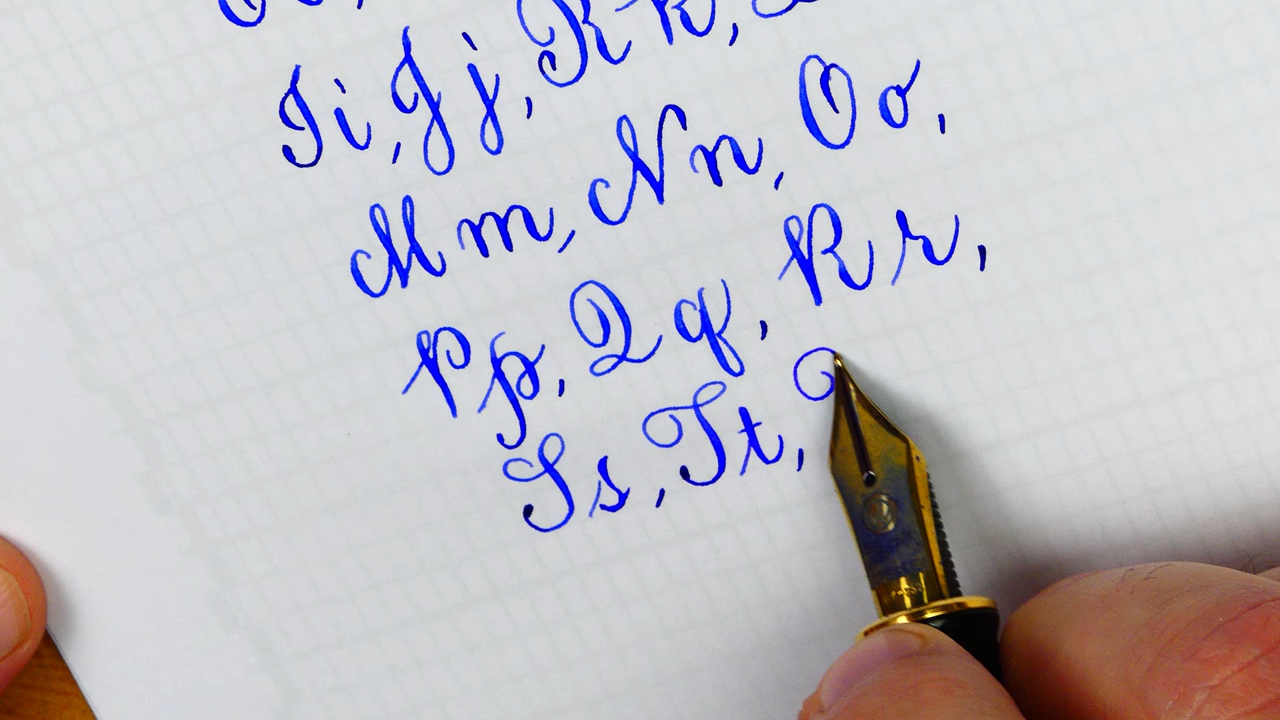 Ii, Jj, Kk,
Mm, Nn, Oo,
Pp, Qq, Rr,
Ss, Tt,